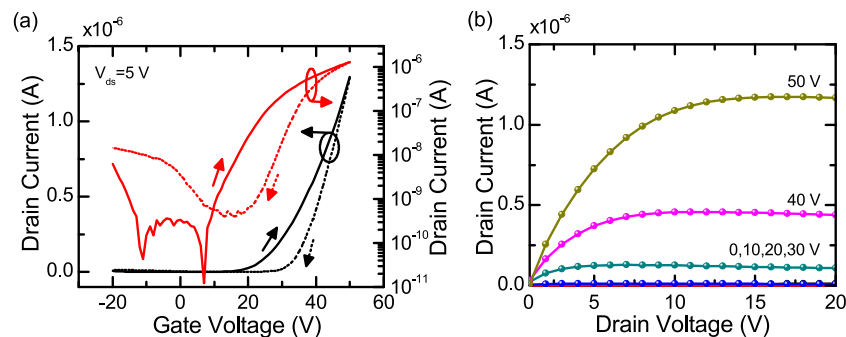 (a)
x10⁻⁶
1.5
1.0
0.5
0.0
Drain Current (A)
V_ds=5 V
10⁻⁶
10⁻⁷
10⁻⁸
10⁻⁹
10⁻¹⁰
10⁻¹¹
Drain Current (A)
-20 0 20 40 60
Gate Voltage (V)
(b)
x10⁻⁶
1.5
1.0
0.5
0.0
Drain Current (A)
50 V
40 V
0,10,20,30 V
0 5 10 15 20
Drain Voltage (V)